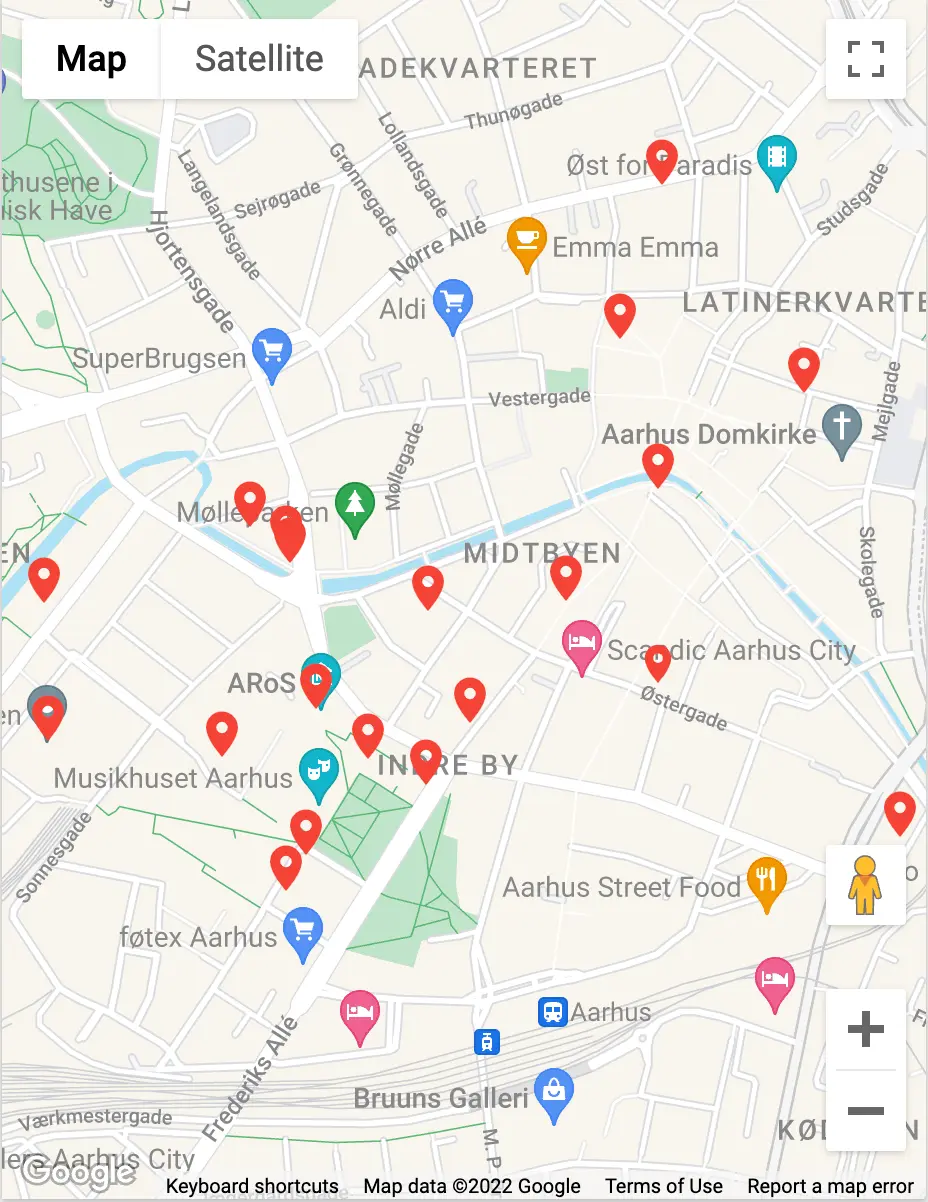 Map
Satellite
ADEKVARTERET
Thunøgade
Lollandsgade
Grønnegade
Langelandsgade
Øst for Paradis
thusene i
isk Have
Sejrøgade
Studsgade
Hjortensgade
Nørre Allé
Emma Emma
Aldi
LATINERKVARTE
SuperBrugsen
Vestergade
Mejlgade
Aarhus Domkirke
Møllegade
Mølleparken
EN
MIDTBYEN
Skolegade
Scandic Aarhus City
ARoS
Østergade
en
INDRE BY
Musikhuset Aarhus
Sonnesgade
Aarhus Street Food
o
føtex Aarhus
Aarhus
Frederiks Allé
Bruuns Galleri
Værkmestergade
M. P
lers Aarhus City
Google
Keyboard shortcuts
Map data ©2022 Google
Terms of Use
Report a map error